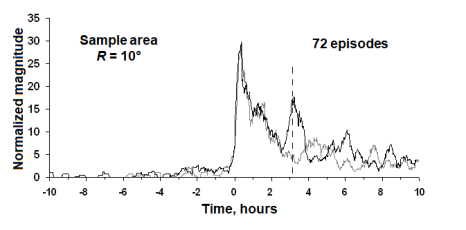 Normalized magnitude
35
30
25
20
15
10
5
0
Sample area
R = 10°
72 episodes
-10 -8 -6 -4 -2 0 2 4 6 8 10
Time, hours